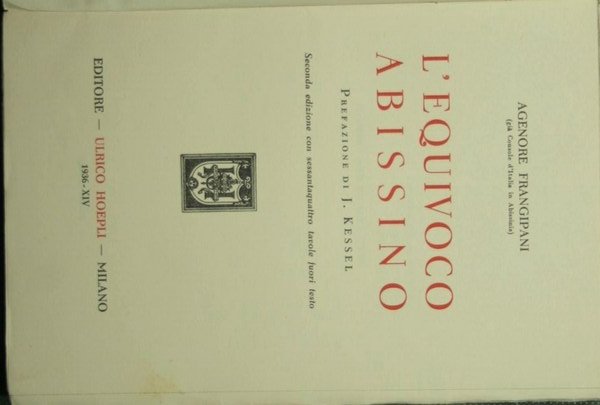 AGENORE FRANGIPANI
(già Console d'Italia in Abissinia)
L'EQUIVOCO
ABISSINO
PREFAZIONE DI J. KESSEL
Seconda edizione con sessantaquattro tavole fuori testo
EDITORE — ULRICO HOEPLI — MILANO
1936-XIV